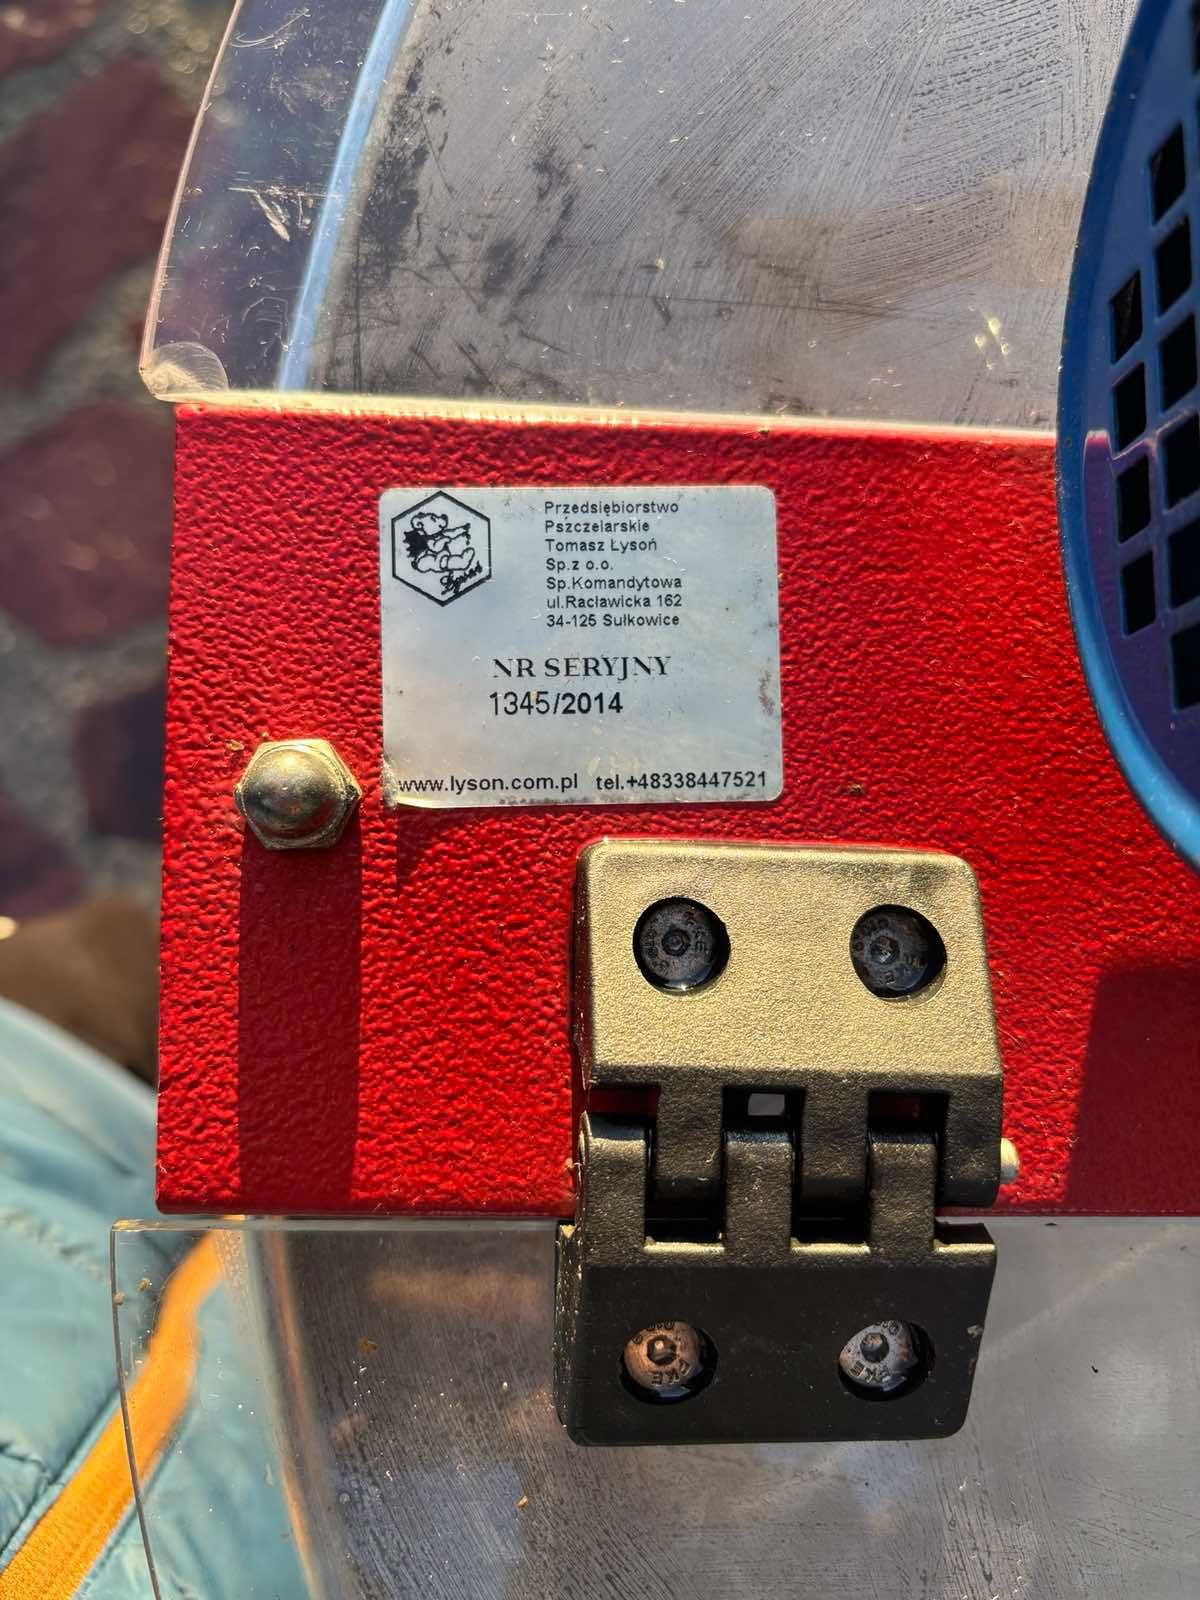 Przedsiębiorstwo
Pszczelarskie
Tomasz Łysoń
Sp.z o.o.
Sp.Komandytowa
ul.Racławicka 162
34-125 Sułkowice
Łysoń
NR SERYJNY
1345/2014
www.lyson.com.pl tel.+48338447521